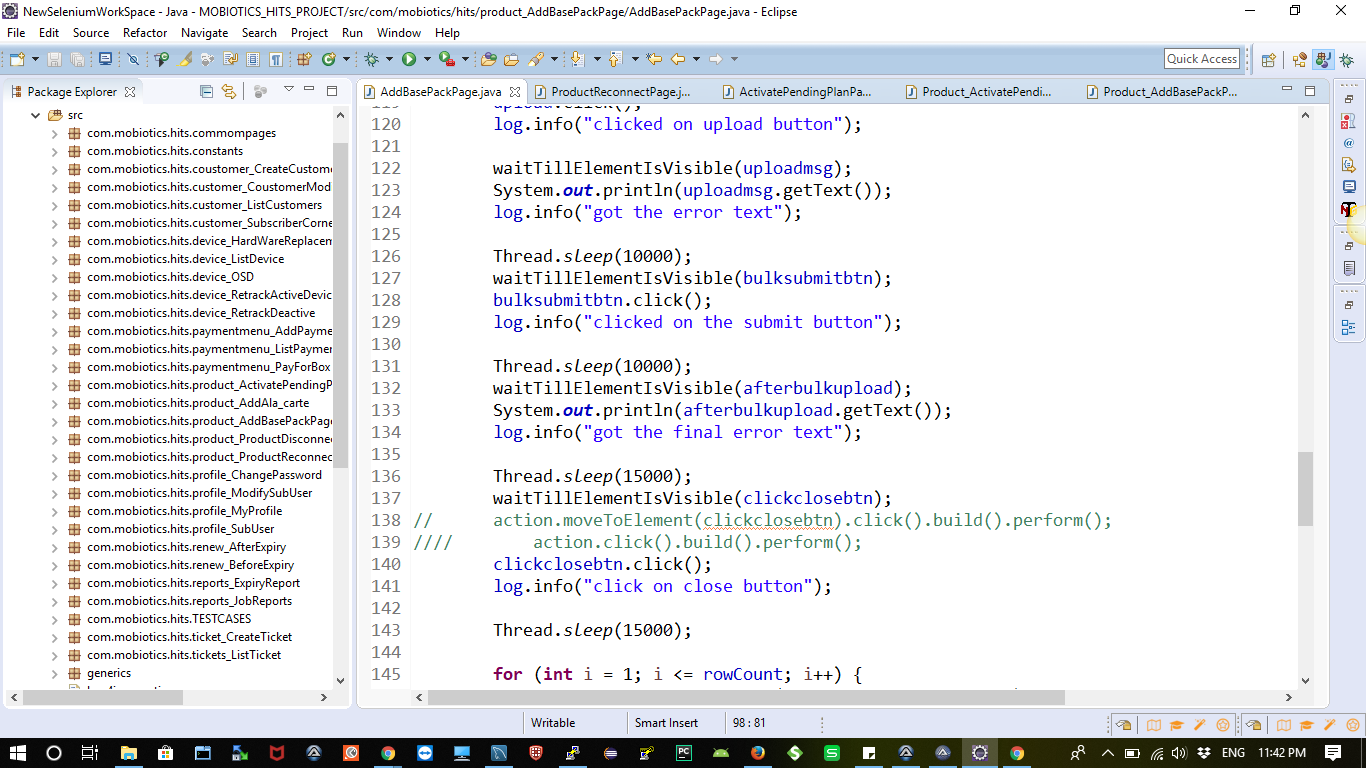 NewSeleniumWorkSpace - Java - MOBIOTICS_HITS_PROJECT/src/com/mobiotics/hits/product_AddBasePackPage/AddBasePackPage.java - Eclipse
File Edit Source Refactor Navigate Search Project Run Window Help
Quick Access
Package Explorer
AddBasePackPage.java ProductReconnectPage.j... ActivatePendingPlanPa... Product_ActivatePendi... Product_AddBasePackP...
src
com.mobiotics.hits.commompages
com.mobiotics.hits.constants
com.mobiotics.hits.coustomer_CreateCustome
com.mobiotics.hits.customer_CoustomerMod
com.mobiotics.hits.customer_ListCustomers
com.mobiotics.hits.customer_SubscriberCorne
com.mobiotics.hits.device_HardWareReplacem
com.mobiotics.hits.device_ListDevice
com.mobiotics.hits.device_OSD
com.mobiotics.hits.device_RetrackActiveDevic
com.mobiotics.hits.device_RetrackDeactive
com.mobiotics.hits.paymentmenu_AddPayme
com.mobiotics.hits.paymentmenu_ListPaymer
com.mobiotics.hits.paymentmenu_PayForBox
com.mobiotics.hits.product_ActivatePendingP
com.mobiotics.hits.product_AddAla_carte
com.mobiotics.hits.product_AddBasePackPage
com.mobiotics.hits.product_ProductDisconnec
com.mobiotics.hits.product_ProductReconnec
com.mobiotics.hits.profile_ChangePassword
com.mobiotics.hits.profile_ModifySubUser
com.mobiotics.hits.profile_MyProfile
com.mobiotics.hits.profile_SubUser
com.mobiotics.hits.renew_AfterExpiry
com.mobiotics.hits.renew_BeforeExpiry
com.mobiotics.hits.reports_ExpiryReport
com.mobiotics.hits.reports_JobReports
com.mobiotics.hits.TESTCASES
com.mobiotics.hits.ticket_CreateTicket
com.mobiotics.hits.tickets_ListTicket
generics
119 upload.click();
120 log.info("clicked on upload button");
121
122 waitTillElementIsVisible(uploadmsg);
123 System.out.println(uploadmsg.getText());
124 log.info("got the error text");
125
126 Thread.sleep(10000);
127 waitTillElementIsVisible(bulksubmitbtn);
128 bulksubmitbtn.click();
129 log.info("clicked on the submit button");
130
131 Thread.sleep(10000);
132 waitTillElementIsVisible(afterbulkupload);
133 System.out.println(afterbulkupload.getText());
134 log.info("got the final error text");
135
136 Thread.sleep(15000);
137 waitTillElementIsVisible(clickclosebtn);
138 // action.moveToElement(clickclosebtn).click().build().perform();
139 //// action.click().build().perform();
140 clickclosebtn.click();
141 log.info("click on close button");
142
143 Thread.sleep(15000);
144
145 for (int i = 1; i <= rowCount; i++) {
Writable Smart Insert 98 : 81
ENG 11:42 PM